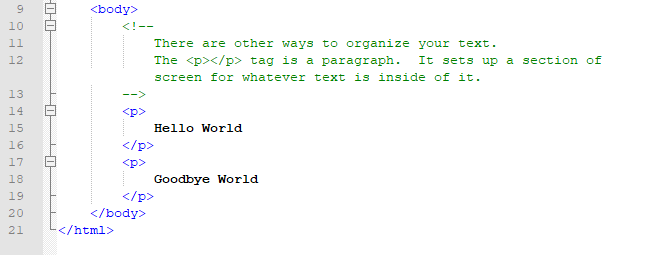 9 <body>
10 <!--
11 There are other ways to organize your text.
12 The <p></p> tag is a paragraph.  It sets up a section of
screen for whatever text is inside of it.
13 -->
14 <p>
15 Hello World
16 </p>
17 <p>
18 Goodbye World
19 </p>
20 </body>
21 </html>